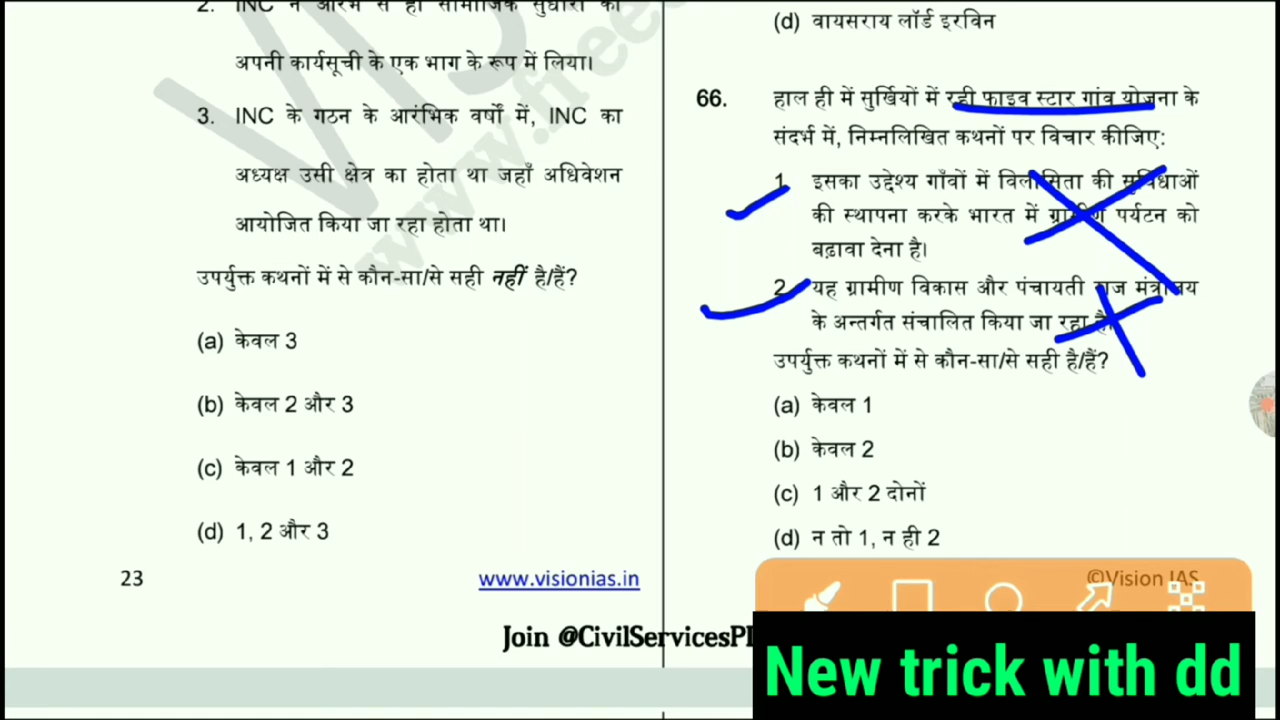 2. INC ने आरंभ से ही सामाजिक सुधारों को
अपनी कार्यसूची के एक भाग के रूप में लिया।
3. INC के गठन के आरंभिक वर्षों में, INC का
अध्यक्ष उसी क्षेत्र का होता था जहाँ अधिवेशन
आयोजित किया जा रहा होता था।
उपर्युक्त कथनों में से कौन-सा/से सही नहीं है/हैं?
(a) केवल 3
(b) केवल 2 और 3
(c) केवल 1 और 2
(d) 1, 2 और 3
23
www.visionias.in
(d) वायसराय लॉर्ड इरविन
66. हाल ही में सुर्खियों में रही फाइव स्टार गांव योजना के
संदर्भ में, निम्नलिखित कथनों पर विचार कीजिए:
1. इसका उद्देश्य गाँवों में विलासिता की सुविधाओं
की स्थापना करके भारत में ग्रामीण पर्यटन को
बढ़ावा देना है।
2. यह ग्रामीण विकास और पंचायती राज मंत्रालय
के अन्तर्गत संचालित किया जा रहा है।
उपर्युक्त कथनों में से कौन-सा/से सही है/हैं?
(a) केवल 1
(b) केवल 2
(c) 1 और 2 दोनों
(d) न तो 1, न ही 2
©Vision IAS
Join @CivilServicesPD
New trick with dd